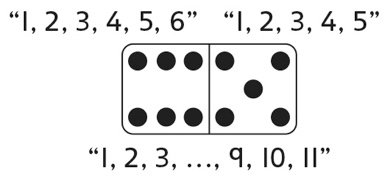 “1, 2, 3, 4, 5, 6” “1, 2, 3, 4, 5”
“1, 2, 3, ..., 9, 10, 11”